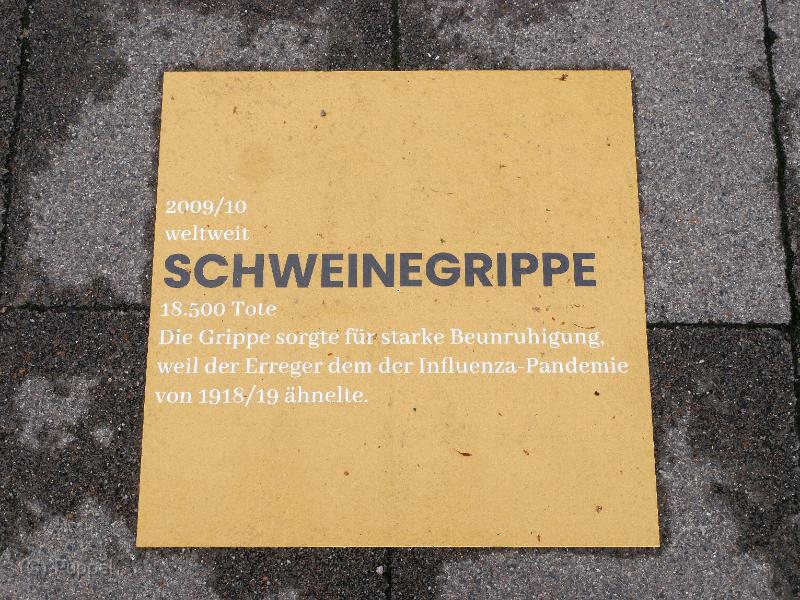 2009/10
weltweit
SCHWEINEGRIPPE
18.500 Tote
Die Grippe sorgte für starke Beunruhigung,
weil der Erreger dem der Influenza-Pandemie
von 1918/19 ähnelte.
(C) Puppel